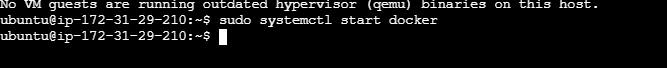 No VM guests are running outdated hypervisor (qemu) binaries on this host.
ubuntu@ip-172-31-29-210:~$ sudo systemctl start docker
ubuntu@ip-172-31-29-210:~$